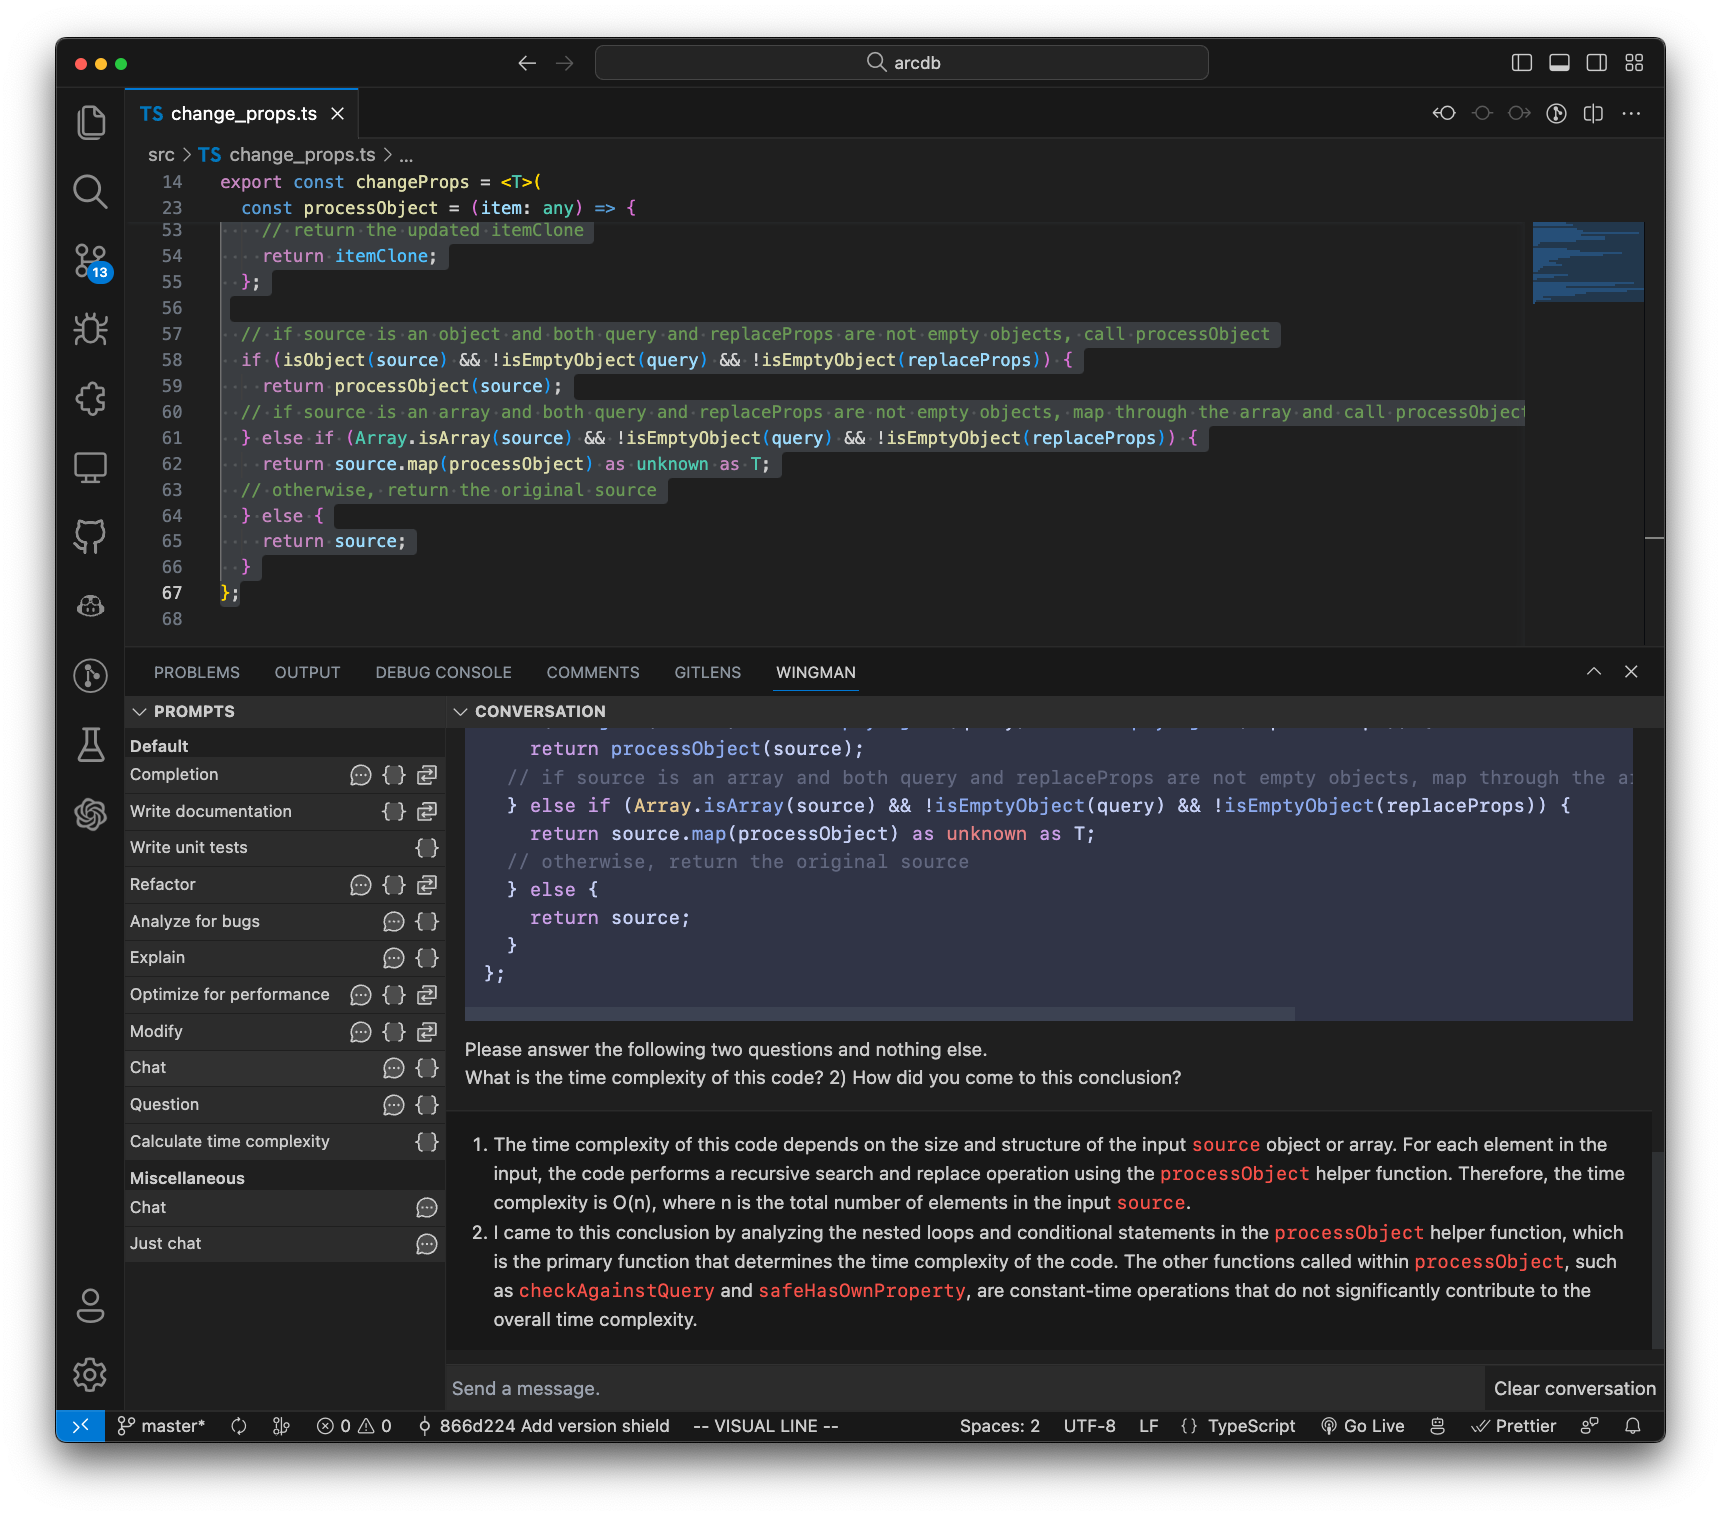 arcdb
TS change_props.ts
src > TS change_props.ts > ...
14 export const changeProps = <T>(
23 const processObject = (item: any) => {
53 // return the updated itemClone
54 return itemClone;
55 };
56
57 // if source is an object and both query and replaceProps are not empty objects, call processObject
58 if (isObject(source) && !isEmptyObject(query) && !isEmptyObject(replaceProps)) {
59 return processObject(source);
60 // if source is an array and both query and replaceProps are not empty objects, map through the array and call processObject
61 } else if (Array.isArray(source) && !isEmptyObject(query) && !isEmptyObject(replaceProps)) {
62 return source.map(processObject) as unknown as T;
63 // otherwise, return the original source
64 } else {
65 return source;
66 }
67 };
68
13
PROBLEMS OUTPUT DEBUG CONSOLE COMMENTS GITLENS WINGMAN
PROMPTS
Default
Completion
Write documentation
Write unit tests
Refactor
Analyze for bugs
Explain
Optimize for performance
Modify
Chat
Question
Calculate time complexity
Miscellaneous
Chat
Just chat
CONVERSATION
return processObject(source);
// if source is an array and both query and replaceProps are not empty objects, map through the
} else if (Array.isArray(source) && !isEmptyObject(query) && !isEmptyObject(replaceProps)) {
return source.map(processObject) as unknown as T;
// otherwise, return the original source
} else {
return source;
}
};
Please answer the following two questions and nothing else.
What is the time complexity of this code? 2) How did you come to this conclusion?
1. The time complexity of this code depends on the size and structure of the input source object or array. For each element in the
input, the code performs a recursive search and replace operation using the processObject helper function. Therefore, the time
complexity is O(n), where n is the total number of elements in the input source.
2. I came to this conclusion by analyzing the nested loops and conditional statements in the processObject helper function, which
is the primary function that determines the time complexity of the code. The other functions called within processObject, such
as checkAgainstQuery and safeHasOwnProperty, are constant-time operations that do not significantly contribute to the
overall time complexity.
Send a message.
Clear conversation
master* 0 0 866d224 Add version shield -- VISUAL LINE -- Spaces: 2 UTF-8 LF {} TypeScript Go Live Prettier